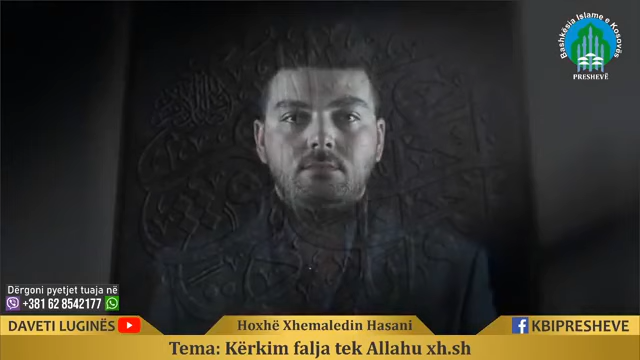 Bashkësia Islame e Kosovës
PRESHEVË
Dërgoni pyetjet tuaja në
+381 62 8542177
DAVETI LUGINËS
Hoxhë Xhemaledin Hasani
KBIPRESHEVE
Tema: Kërkim falja tek Allahu xh.sh